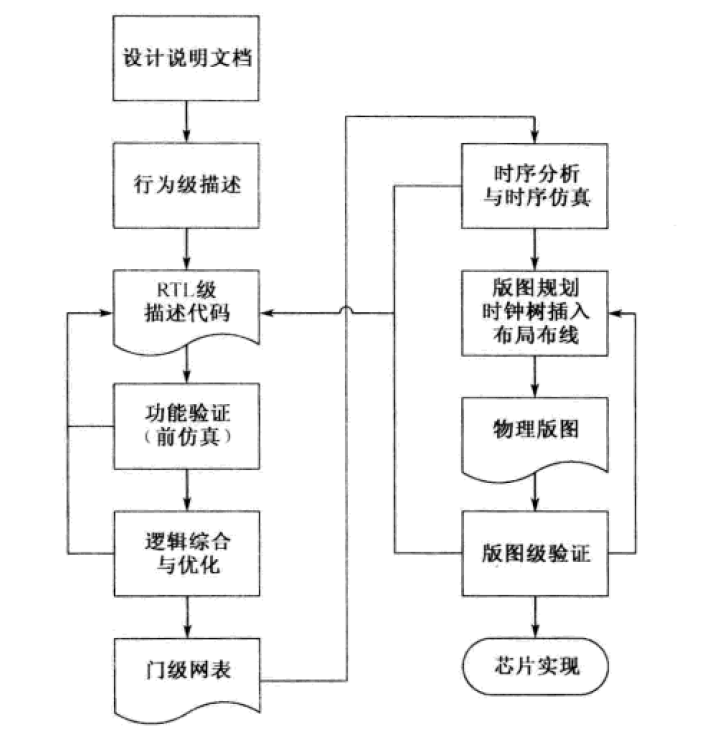 设计说明文档
行为级描述
RTL级
描述代码
功能验证
(前仿真)
逻辑综合
与优化
门级网表
时序分析
与时序仿真
版图规划
时钟树插入
布局布线
物理版图
版图级验证
芯片实现